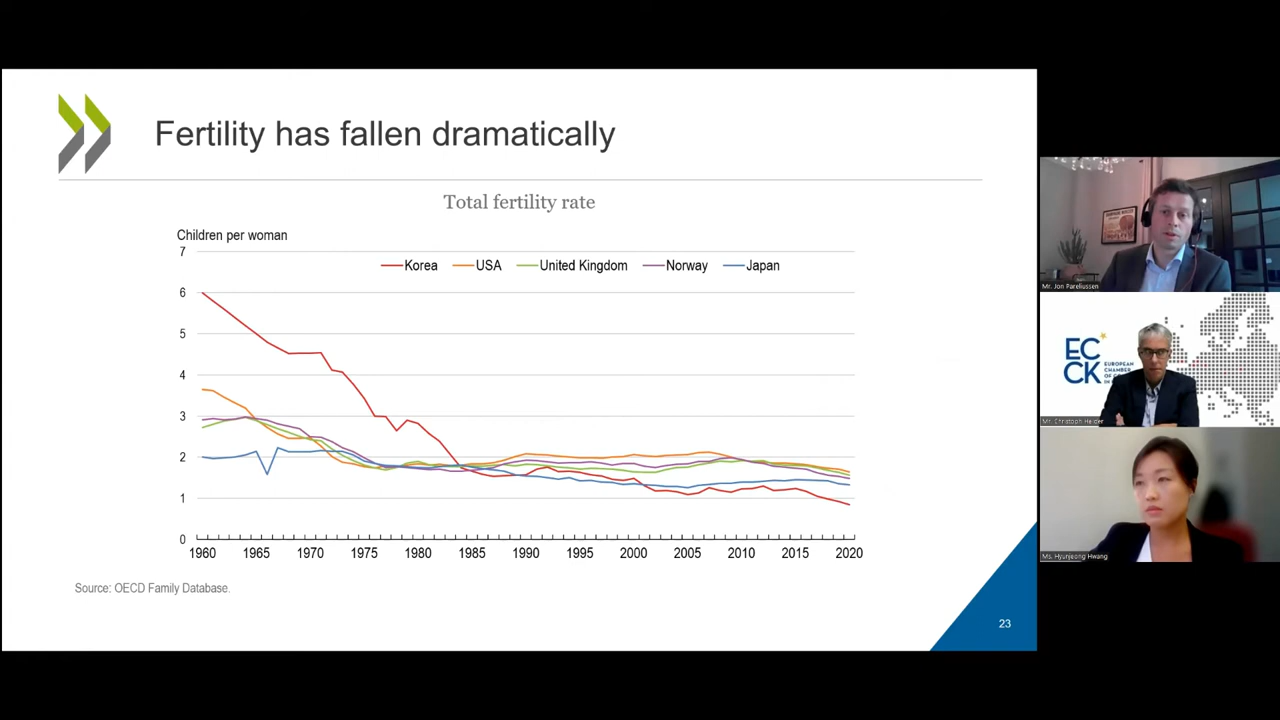 Fertility has fallen dramatically
Total fertility rate
Children per woman
Korea USA United Kingdom Norway Japan
7
6
5
4
3
2
1
0
1960 1965 1970 1975 1980 1985 1990 1995 2000 2005 2010 2015 2020
Source: OECD Family Database.
23
Mr. Jon Pareliussen
EC
CK
EUROPEAN
CHAMBER OF
Mr. Christoph Heider
Ms. Hyunjeong Hwang